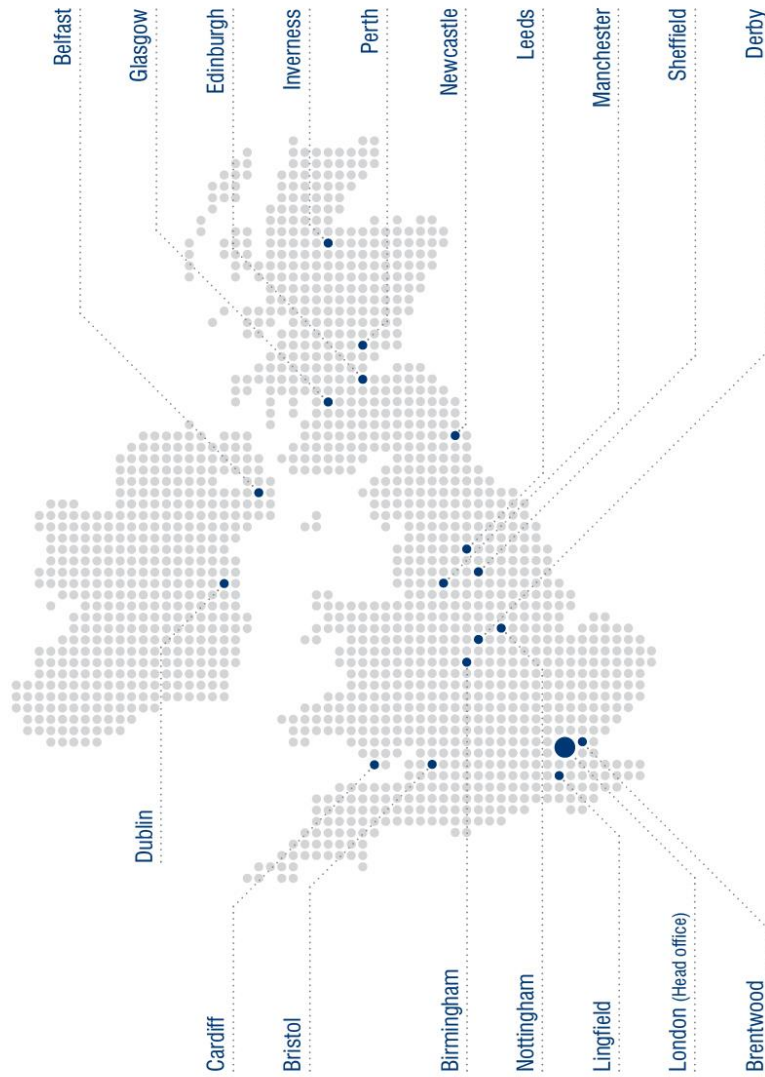 Belfast
Glasgow
Edinburgh
Inverness
Perth
Newcastle
Leeds
Manchester
Sheffield
Derby
Dublin
Cardiff
Bristol
Birmingham
Nottingham
Lingfield
London (Head office)
Brentwood